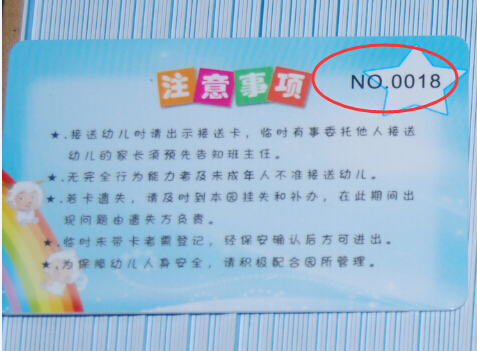 注意事项
NO.0018
★.接送幼儿时请出示接送卡,临时有事委托他人接送
幼儿的家长须预先告知班主任。
★.无完全行为能力者及未成年人不准接送幼儿。
★.若卡遗失,请及时到本园挂失和补办,在此期间出
现问题由遗失方负责。
★.临时未带卡者需登记,经保安确认后方可进出。
★.为保障幼儿人身安全,请积极配合园所管理。